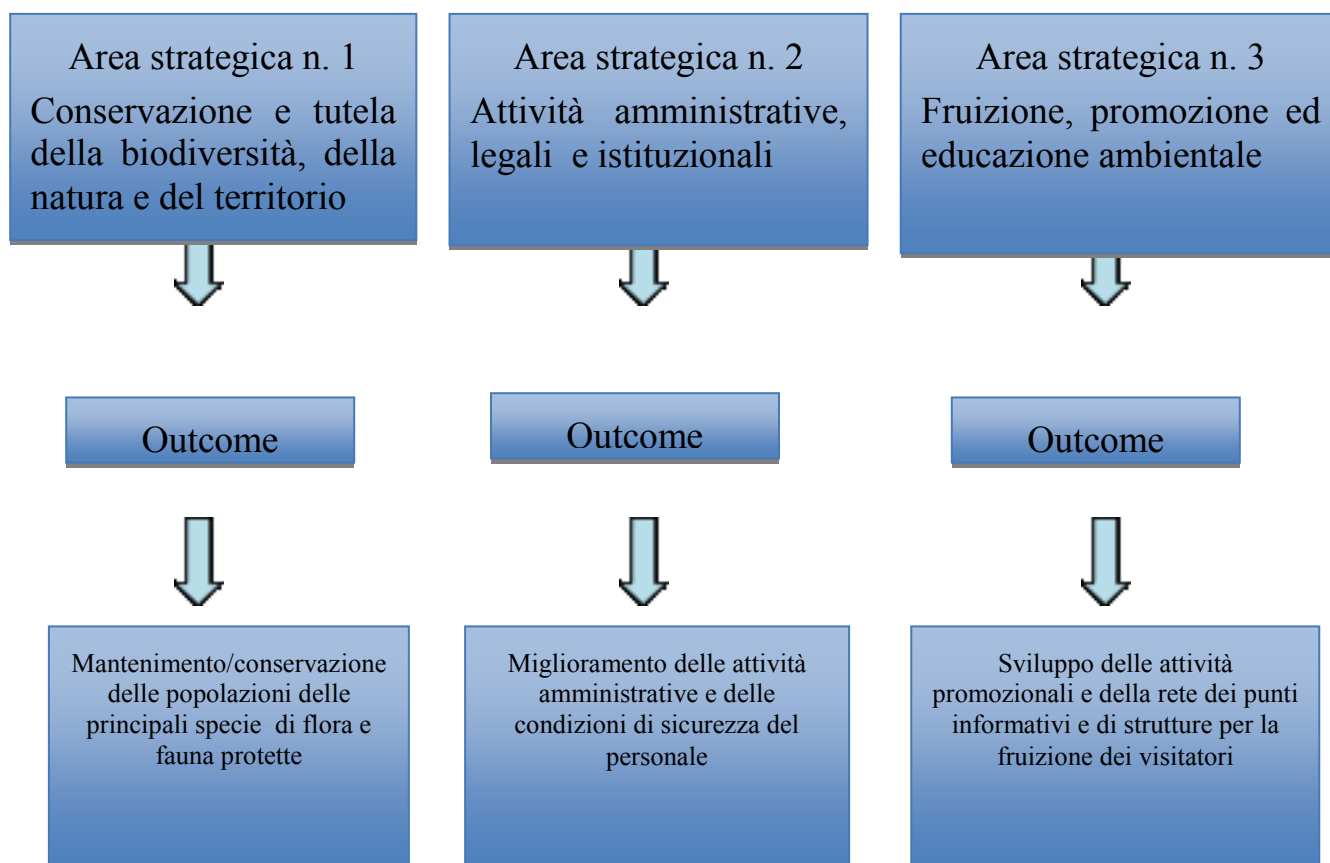 Area strategica n. 1
Conservazione e tutela
della biodiversità, della
natura e del territorio
Area strategica n. 2
Attività amministrative,
legali e istituzionali
Area strategica n. 3
Fruizione, promozione ed
educazione ambientale
Outcome
Outcome
Outcome
Mantenimento/conservazione
delle popolazioni delle
principali specie di flora e
fauna protette
Miglioramento delle attività
amministrative e delle
condizioni di sicurezza del
personale
Sviluppo delle attività
promozionali e della rete dei punti
informativi e di strutture per la
fruizione dei visitatori